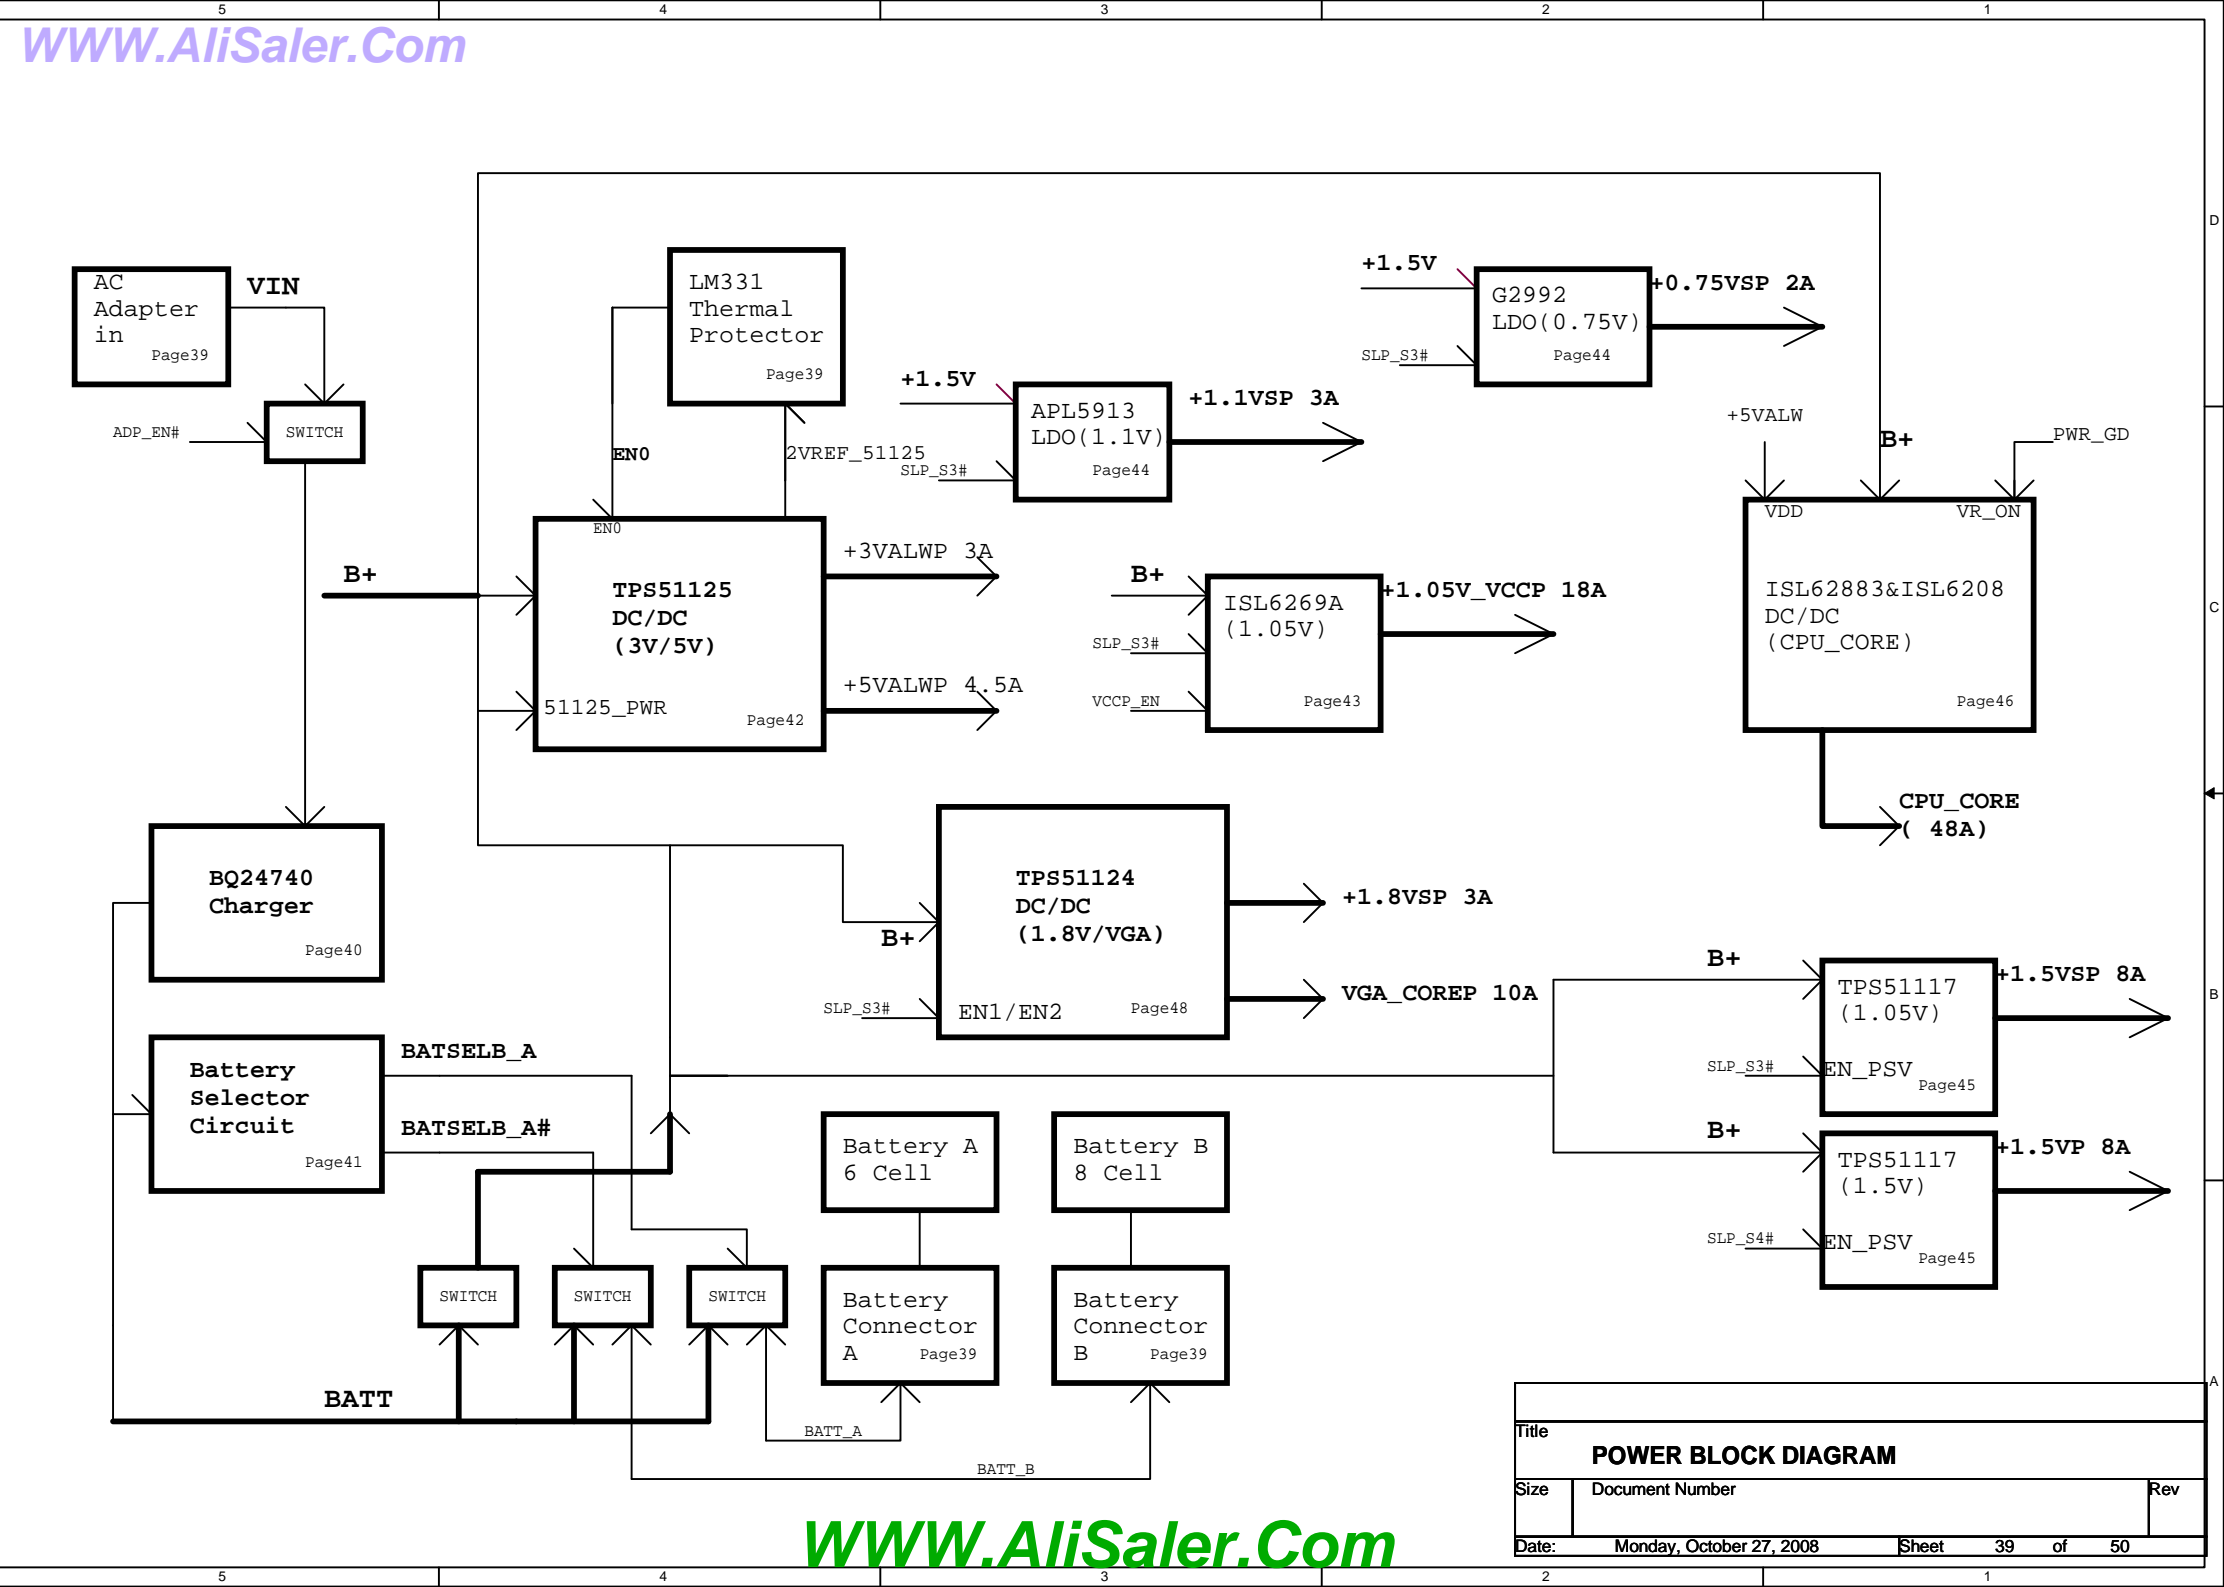 5
4
3
2
1
WWW.AliSaler.Com
D
C
B
A
AC
Adapter
in
Page39
VIN
ADP_EN#
SWITCH
LM331
Thermal
Protector
Page39
EN0
2VREF_51125
+1.5V
SLP_S3#
APL5913
LDO(1.1V)
Page44
+1.1VSP 3A
+1.5V
SLP_S3#
G2992
LDO(0.75V)
Page44
+0.75VSP 2A
+5VALW
B+
PWR_GD
VDD
VR_ON
ISL62883&ISL6208
DC/DC
(CPU_CORE)
Page46
CPU_CORE
( 48A)
B+
EN0
TPS51125
DC/DC
(3V/5V)
51125_PWR
Page42
+3VALWP 3A
+5VALWP 4.5A
B+
SLP_S3#
VCCP_EN
ISL6269A
(1.05V)
Page43
+1.05V_VCCP 18A
BQ24740
Charger
Page40
B+
SLP_S3#
TPS51124
DC/DC
(1.8V/VGA)
EN1/EN2
Page48
+1.8VSP 3A
VGA_COREP 10A
B+
SLP_S3#
TPS51117
(1.05V)
EN_PSV
Page45
+1.5VSP 8A
B+
SLP_S4#
TPS51117
(1.5V)
EN_PSV
Page45
+1.5VP 8A
Battery
Selector
Circuit
Page41
BATSELB_A
BATSELB_A#
SWITCH
SWITCH
SWITCH
BATT
Battery A
6 Cell
Battery B
8 Cell
Battery
Connector
A
Page39
Battery
Connector
B
Page39
BATT_A
BATT_B
Title
POWER BLOCK DIAGRAM
Size
Document Number
Rev
Date:
Monday, October 27, 2008
Sheet
39 of 50
WWW.AliSaler.Com
5
4
3
2
1